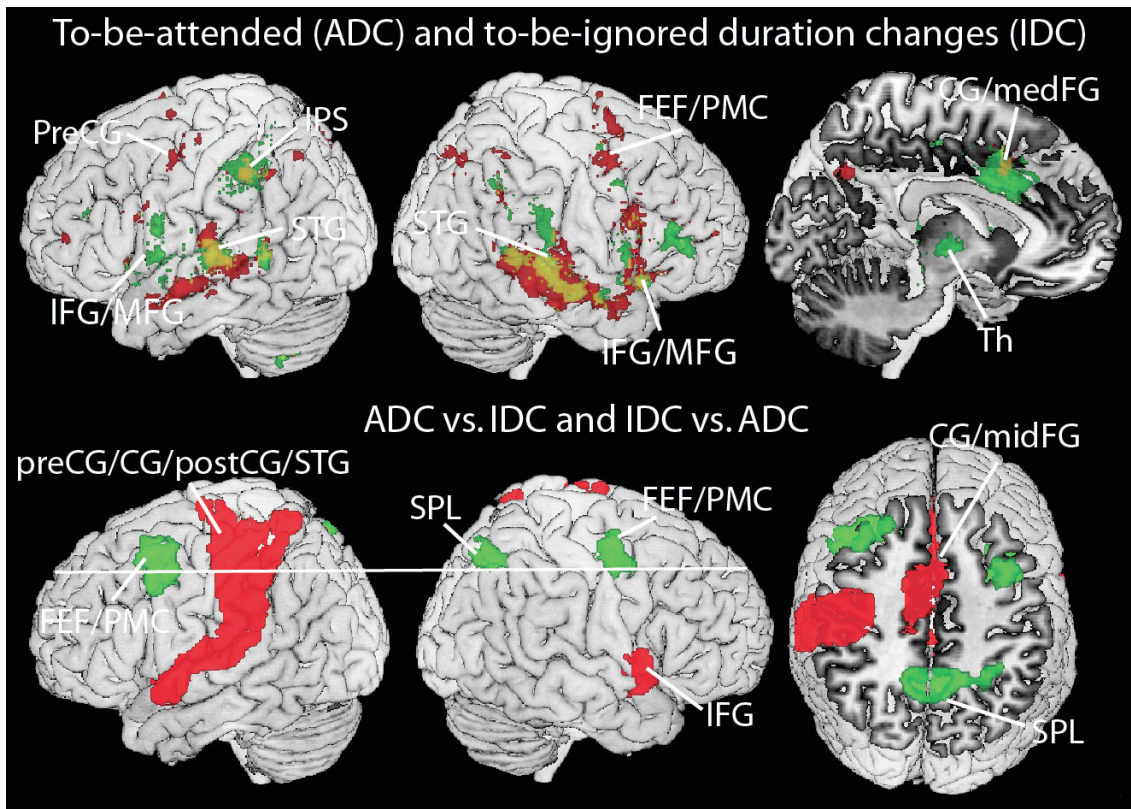 To-be-attended (ADC) and to-be-ignored duration changes (IDC)
PreCG
IPS
STG
IFG/MFG
FEF/PMC
STG
IFG/MFG
CG/medFG
Th
ADC vs. IDC and IDC vs. ADC
preCG/CG/postCG/STG
FEF/PMC
SPL
FEF/PMC
IFG
CG/midFG
SPL